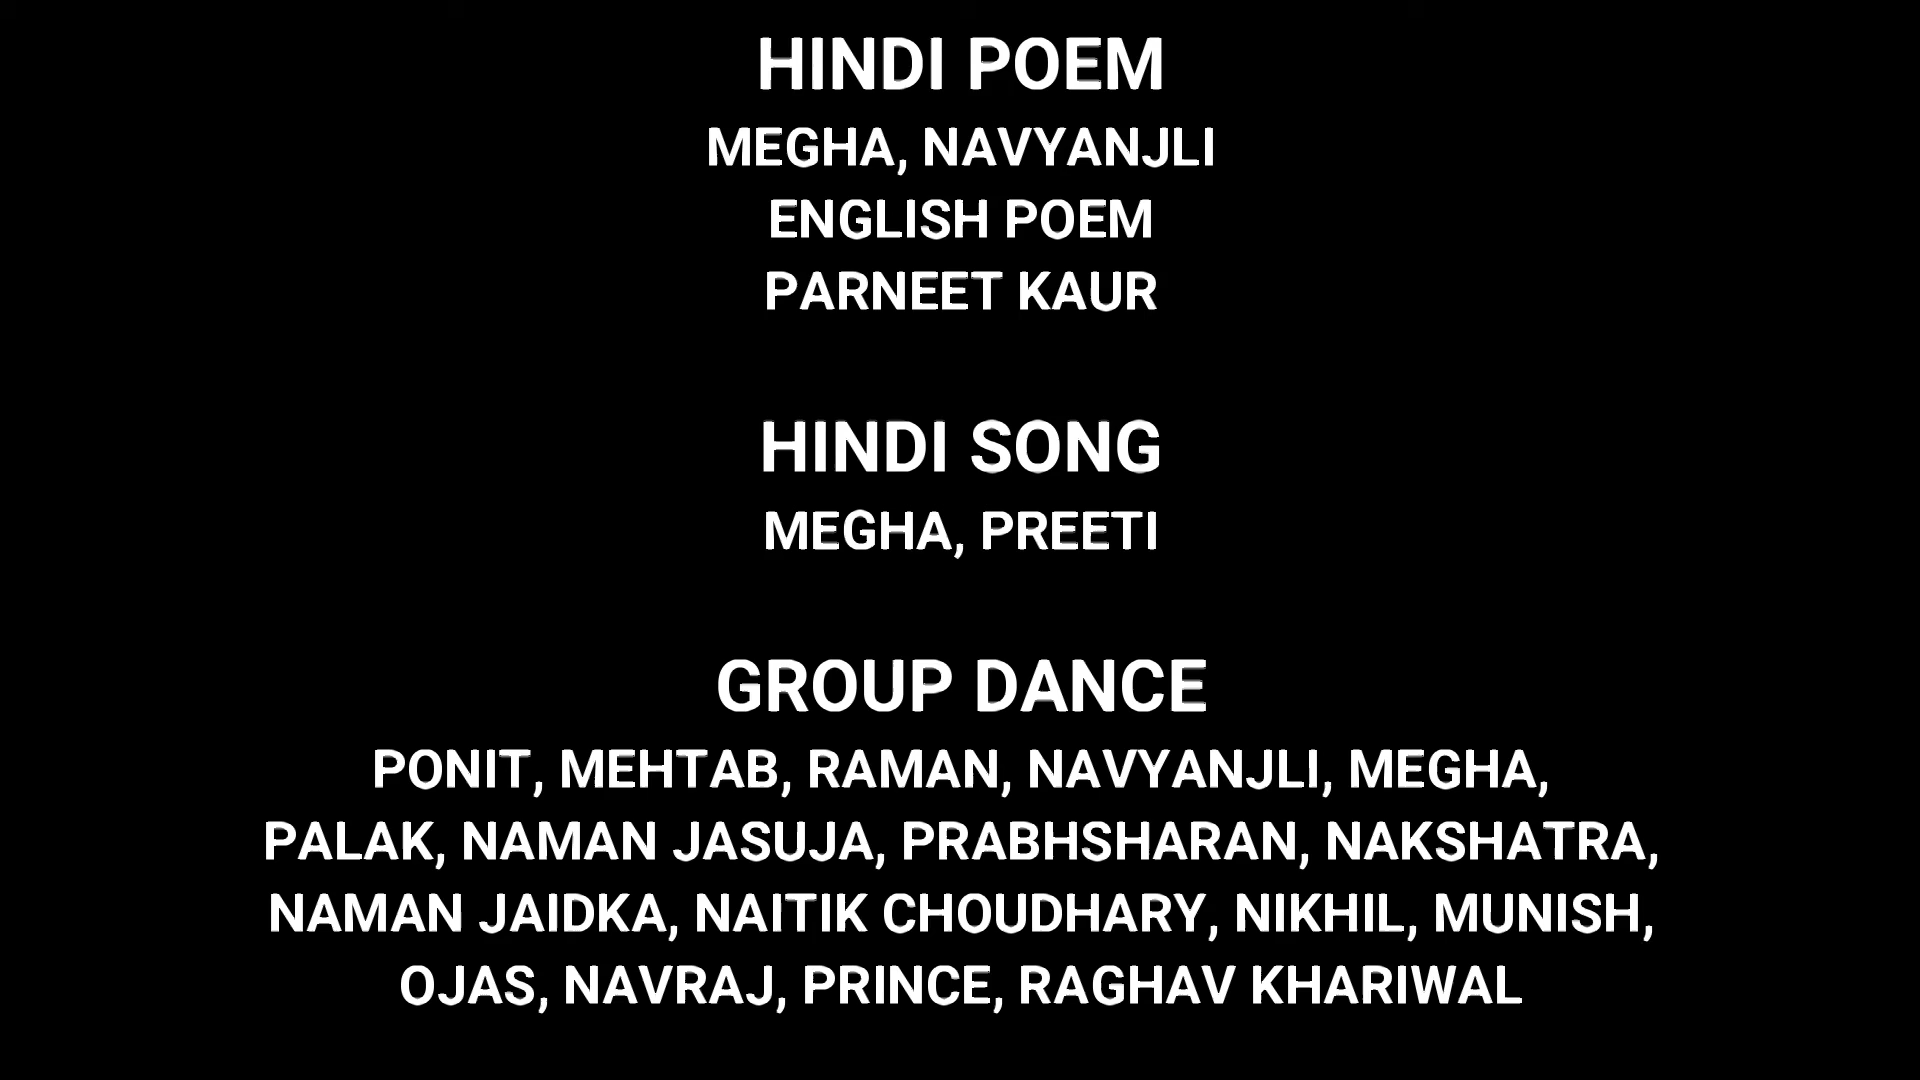 HINDI POEM
MEGHA, NAVYANJLI
ENGLISH POEM
PARNEET KAUR
HINDI SONG
MEGHA, PREETI
GROUP DANCE
PONIT, MEHTAB, RAMAN, NAVYANJLI, MEGHA,
PALAK, NAMAN JASUJA, PRABHSHARAN, NAKSHATRA,
NAMAN JAIDKA, NAITIK CHOUDHARY, NIKHIL, MUNISH,
OJAS, NAVRAJ, PRINCE, RAGHAV KHARIWAL